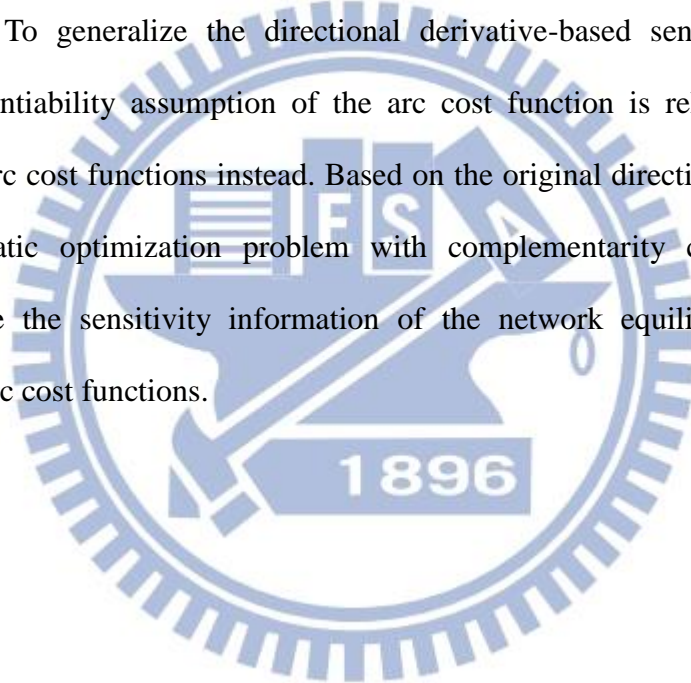 To generalize the directional derivative-based sen
ntiability assumption of the arc cost function is rel
rc cost functions instead. Based on the original directi
atic optimization problem with complementarity c
e the sensitivity information of the network equili
c cost functions.
E S A
1896